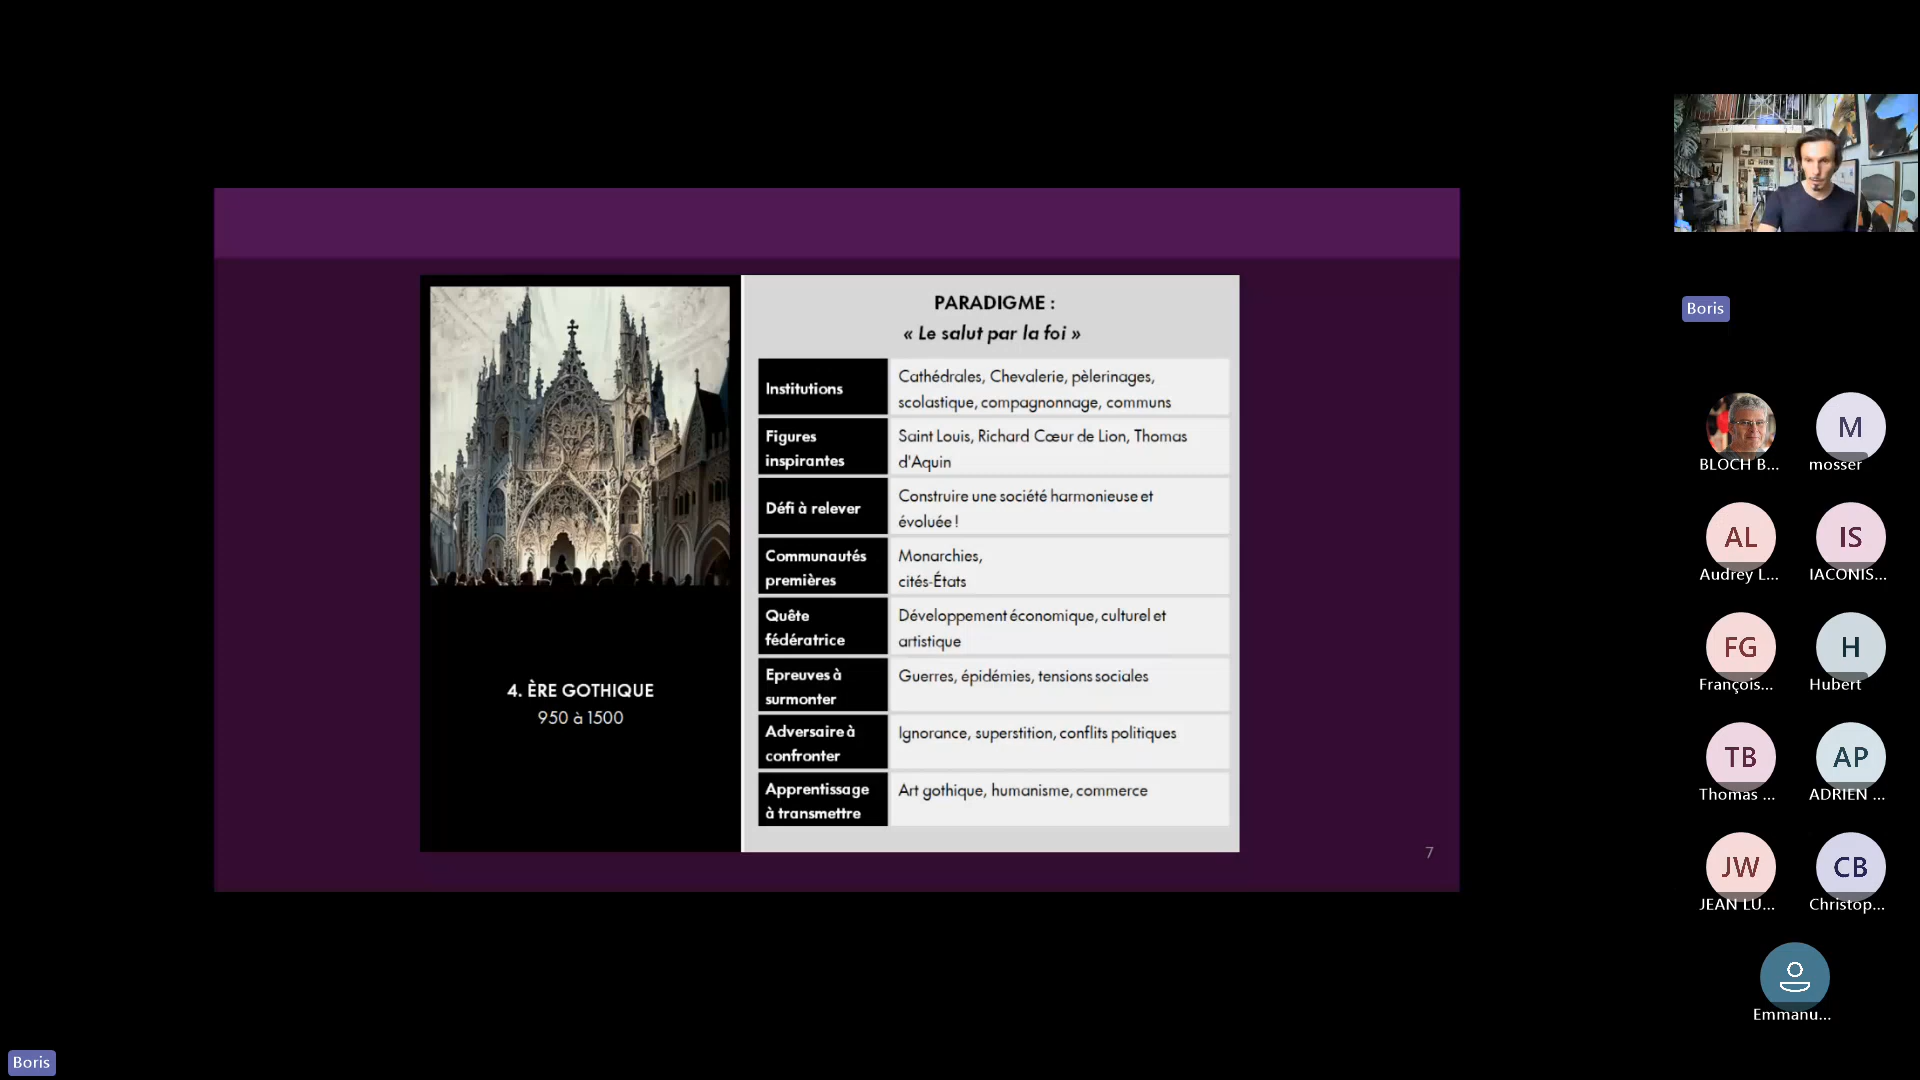 PARADIGME :
« Le salut par la foi »
Institutions
Cathédrales, Chevalerie, pèlerinages,
scolastique, compagnonnage, communs
Figures
inspirantes
Saint Louis, Richard Cœur de Lion, Thomas
d'Aquin
Défi à relever
Construire une société harmonieuse et
évoluée !
Communautés
premières
Monarchies,
cités-États
Quête
fédératrice
Développement économique, culturel et
artistique
Epreuves à
surmonter
Guerres, épidémies, tensions sociales
Adversaire à
confronter
Ignorance, superstition, conflits politiques
Apprentissage
à transmettre
Art gothique, humanisme, commerce
4. ÈRE GOTHIQUE
950 à 1500
7
Boris
BLOCH B...
M
mosser
AL
Audrey L...
IS
IACONIS...
FG
François...
H
Hubert
TB
Thomas ...
AP
ADRIEN ...
JW
JEAN LU...
CB
Christop...
Emmanu...
Boris